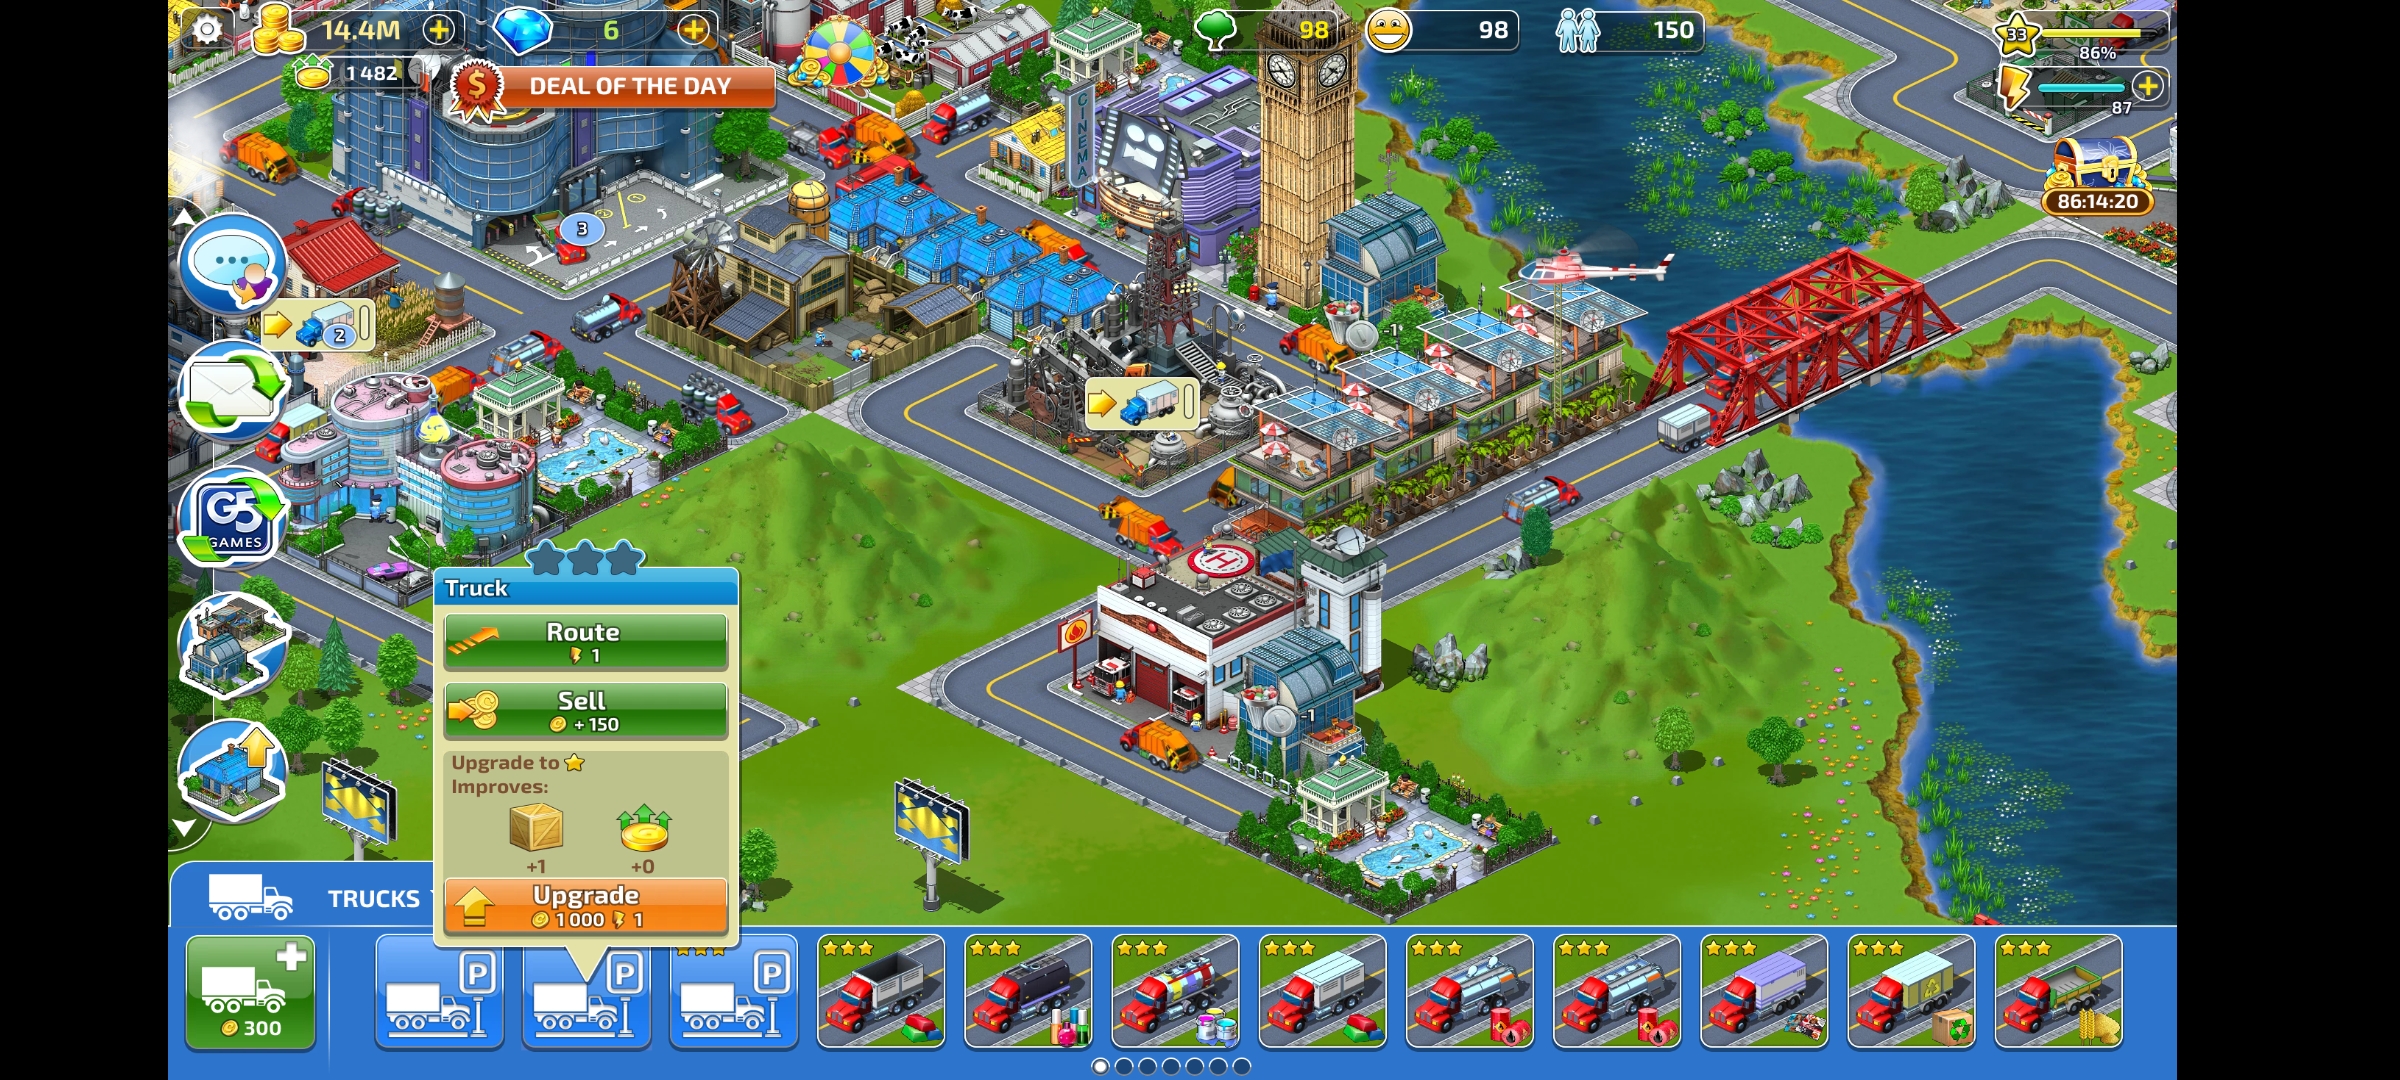 14.4M
6
98
98
150
33
86%
1 482
DEAL OF THE DAY
87
CINEMA
86:14:20
3
2
-1
G5
GAMES
H
Truck
Route
1
Sell
+ 150
-1
Upgrade to
Improves:
+1
+0
Upgrade
1 000 1
TRUCKS
P
P
P
300